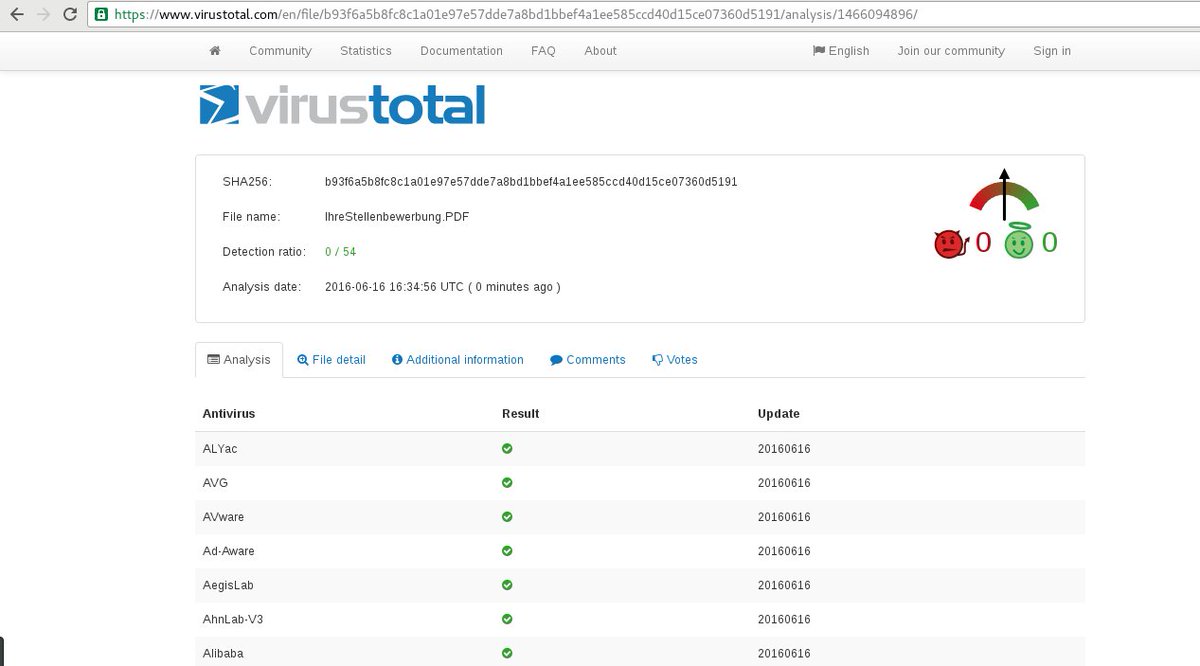 https://www.virustotal.com/en/file/b93f6a5b8fc8c1a01e97e57dde7a8bd1bbef4a1ee585ccd40d15ce07360d5191/analysis/1466094896/
Community Statistics Documentation FAQ About English Join our community Sign in
virustotal
SHA256: b93f6a5b8fc8c1a01e97e57dde7a8bd1bbef4a1ee585ccd40d15ce07360d5191
File name: IhreStellenbewerbung.PDF
0 0
Detection ratio: 0 / 54
Analysis date: 2016-06-16 16:34:56 UTC ( 0 minutes ago )
Analysis File detail Additional information Comments Votes
Antivirus Result Update
ALYac 20160616
AVG 20160616
AVware 20160616
Ad-Aware 20160616
AegisLab 20160616
AhnLab-V3 20160616
Alibaba 20160616